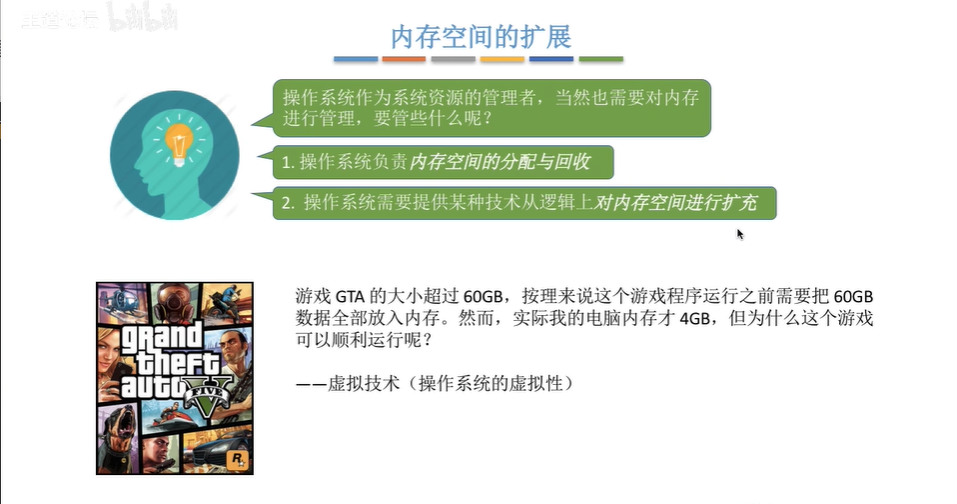 bilibili
内存空间的扩展
操作系统作为系统资源的管理者，当然也需要对内存
进行管理，要管些什么呢？
1. 操作系统负责内存空间的分配与回收
2. 操作系统需要提供某种技术从逻辑上对内存空间进行扩充
游戏 GTA 的大小超过 60GB，按理来说这个游戏程序运行之前需要把 60GB
数据全部放入内存。然而，实际我的电脑内存才 4GB，但为什么这个游戏
可以顺利运行呢？
——虚拟技术（操作系统的虚拟性）
grand
theft
auto
FIVE
R